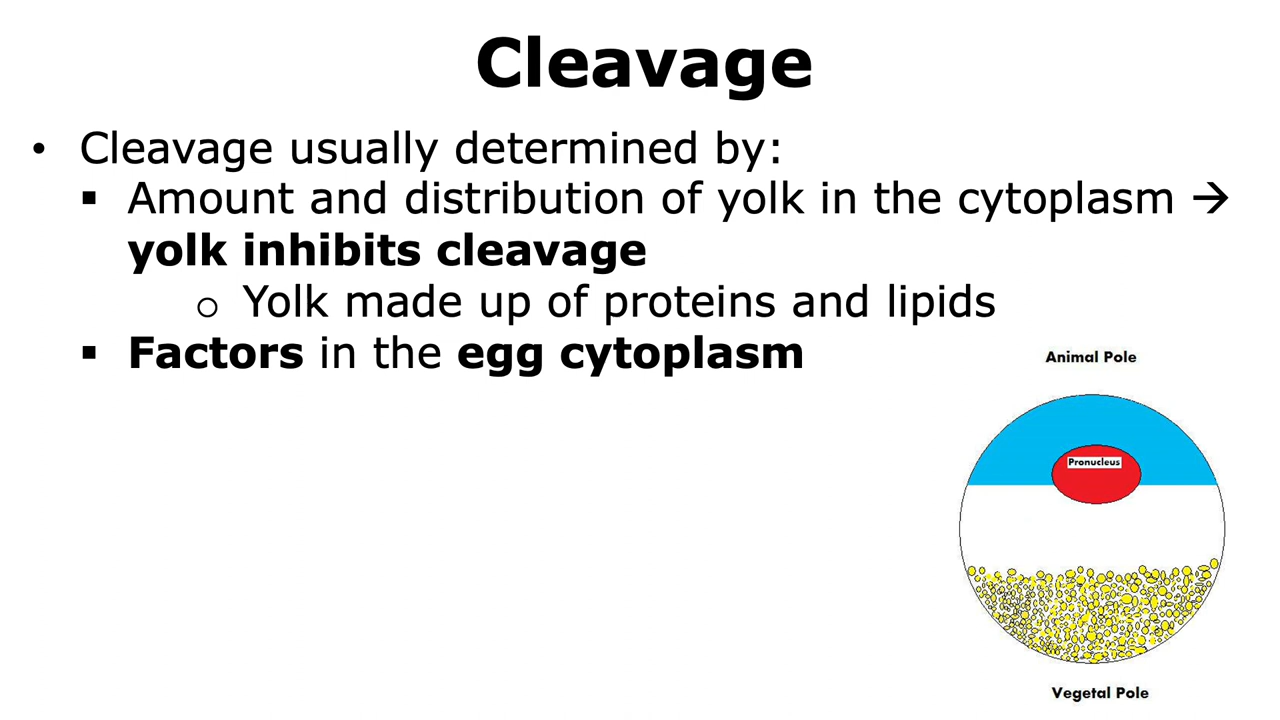 Cleavage
• Cleavage usually determined by:
▪ Amount and distribution of yolk in the cytoplasm →
yolk inhibits cleavage
o Yolk made up of proteins and lipids
▪ Factors in the egg cytoplasm
Animal Pole
Pronucleus
Vegetal Pole